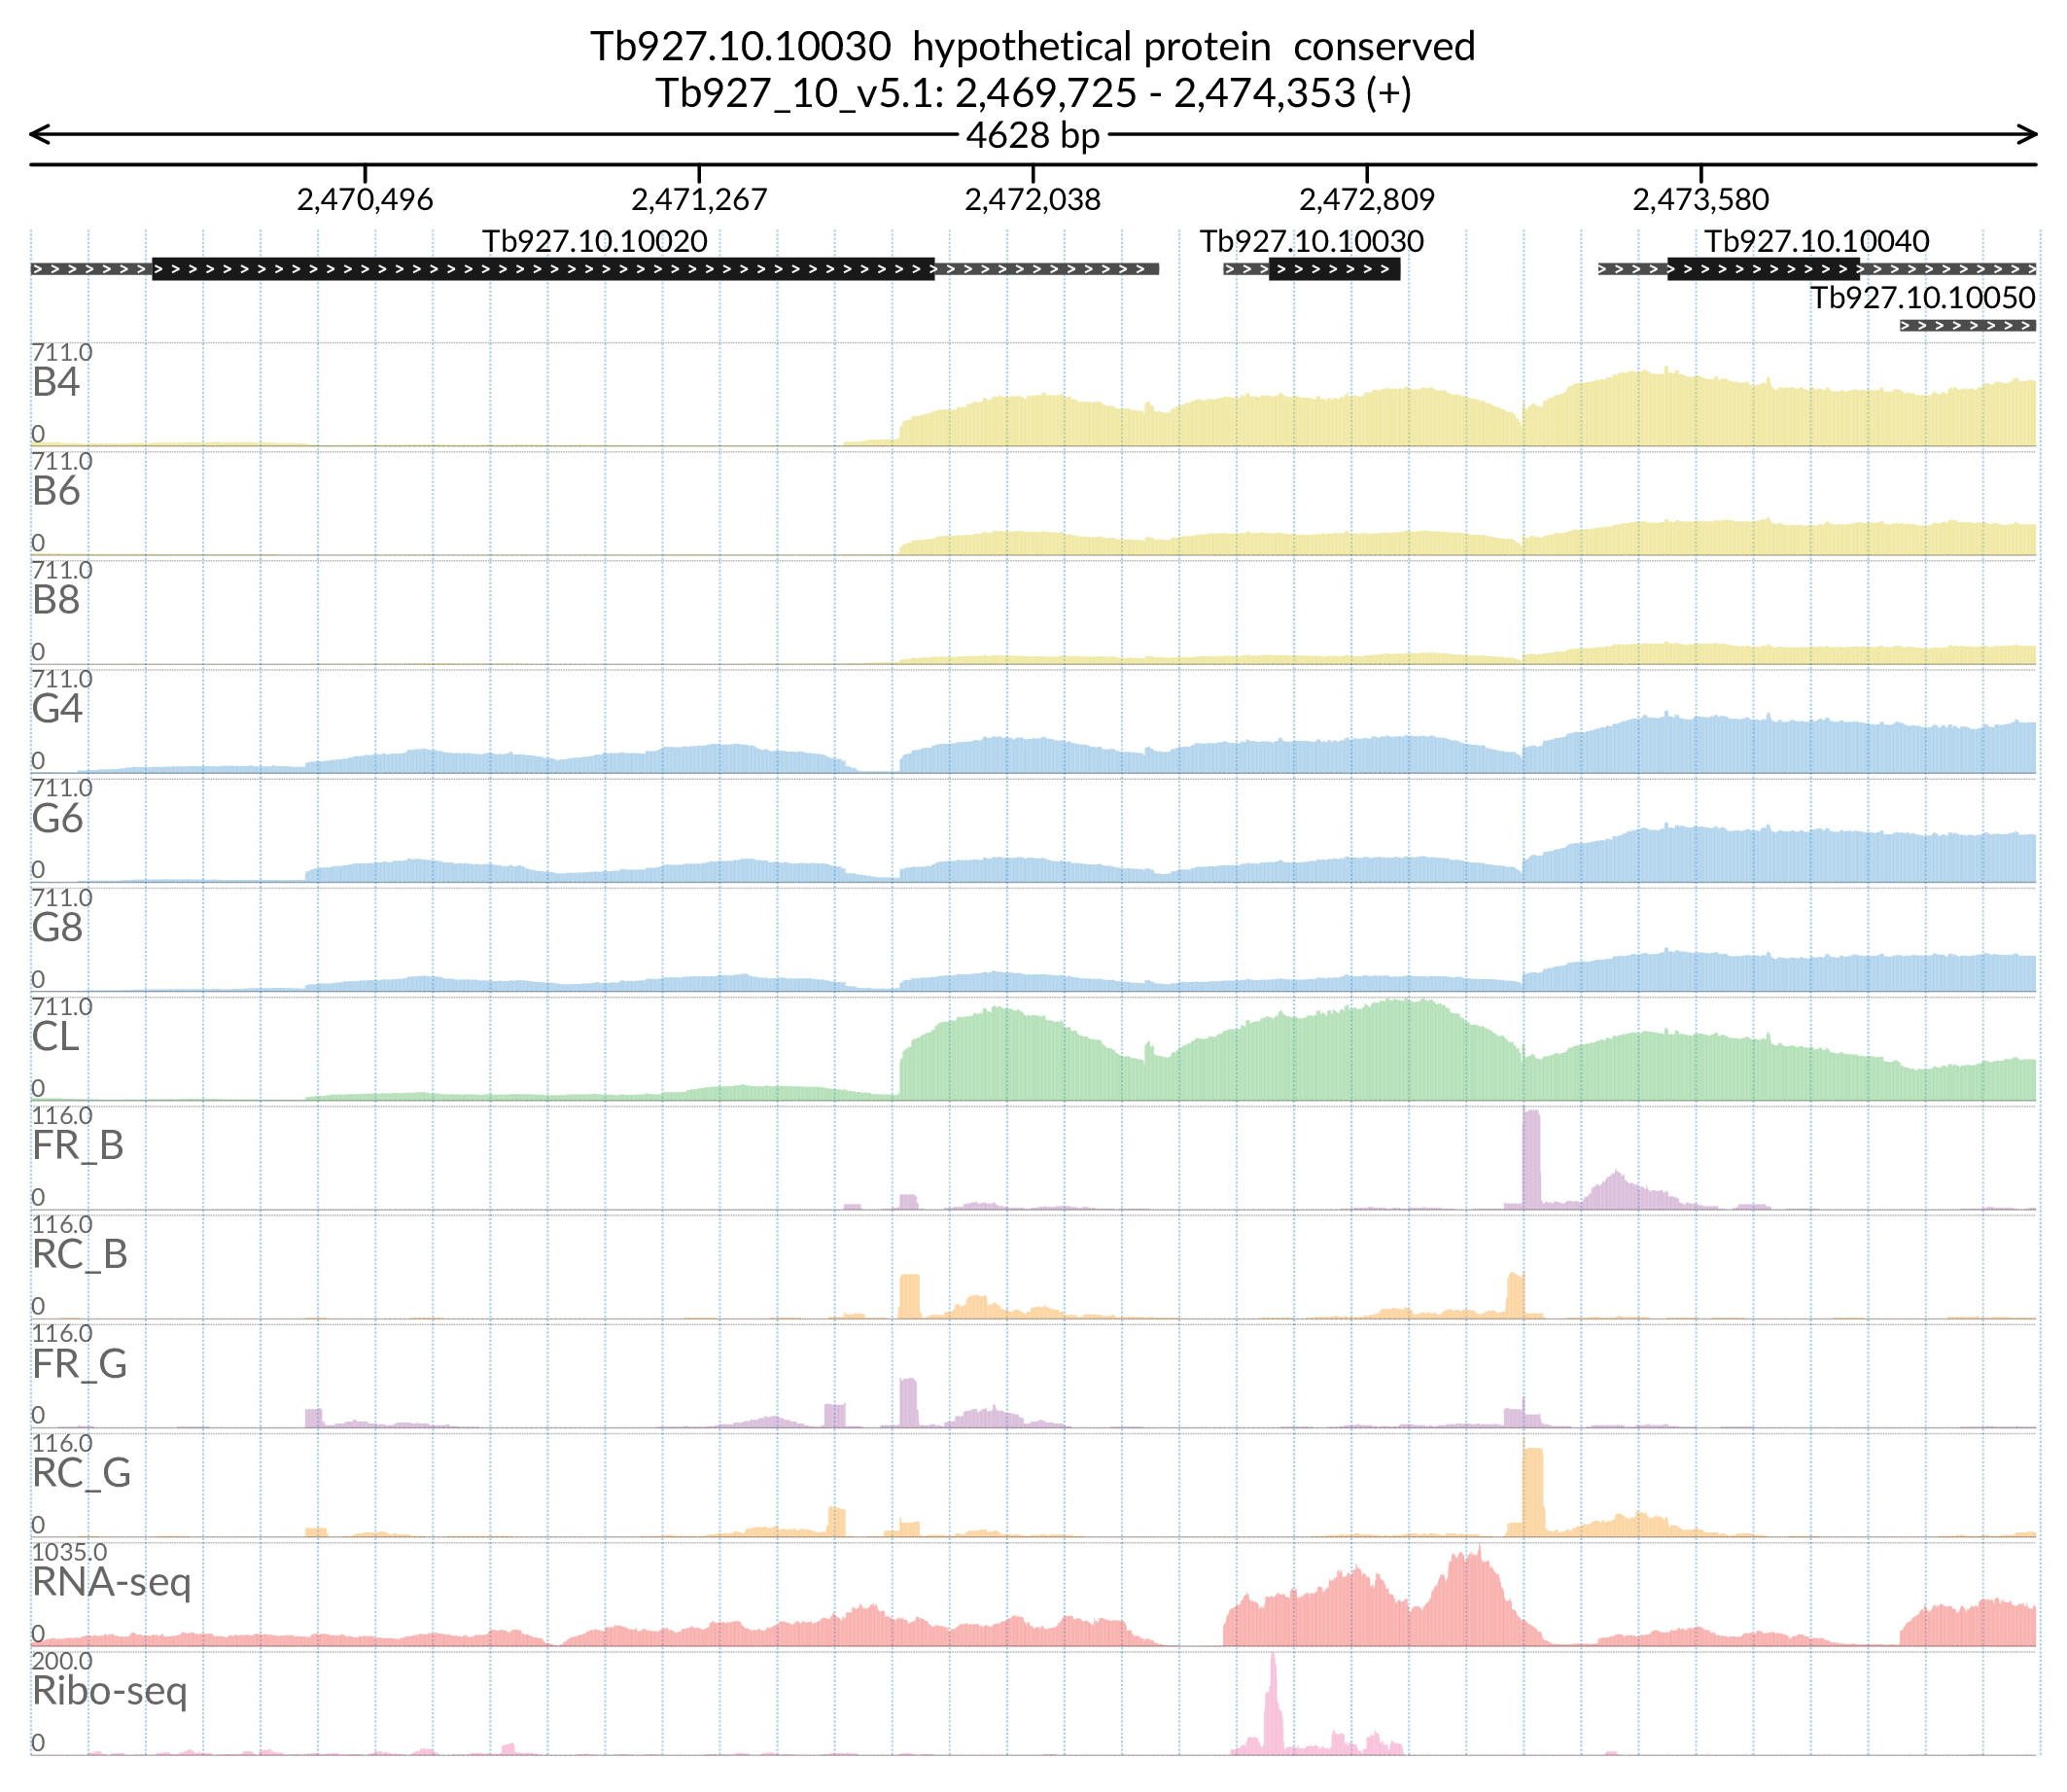 Tb927.10.10030 hypothetical protein conserved
Tb927_10_v5.1: 2,469,725 - 2,474,353 (+)
4628 bp
2,470,496 2,471,267 2,472,038 2,472,809 2,473,580
Tb927.10.10020 Tb927.10.10030 Tb927.10.10040
Tb927.10.10050
711.0
B4
0
711.0
B6
0
711.0
B8
0
711.0
G4
0
711.0
G6
0
711.0
G8
0
711.0
CL
0
116.0
FR_B
0
116.0
RC_B
0
116.0
FR_G
0
116.0
RC_G
0
1035.0
RNA-seq
0
200.0
Ribo-seq
0